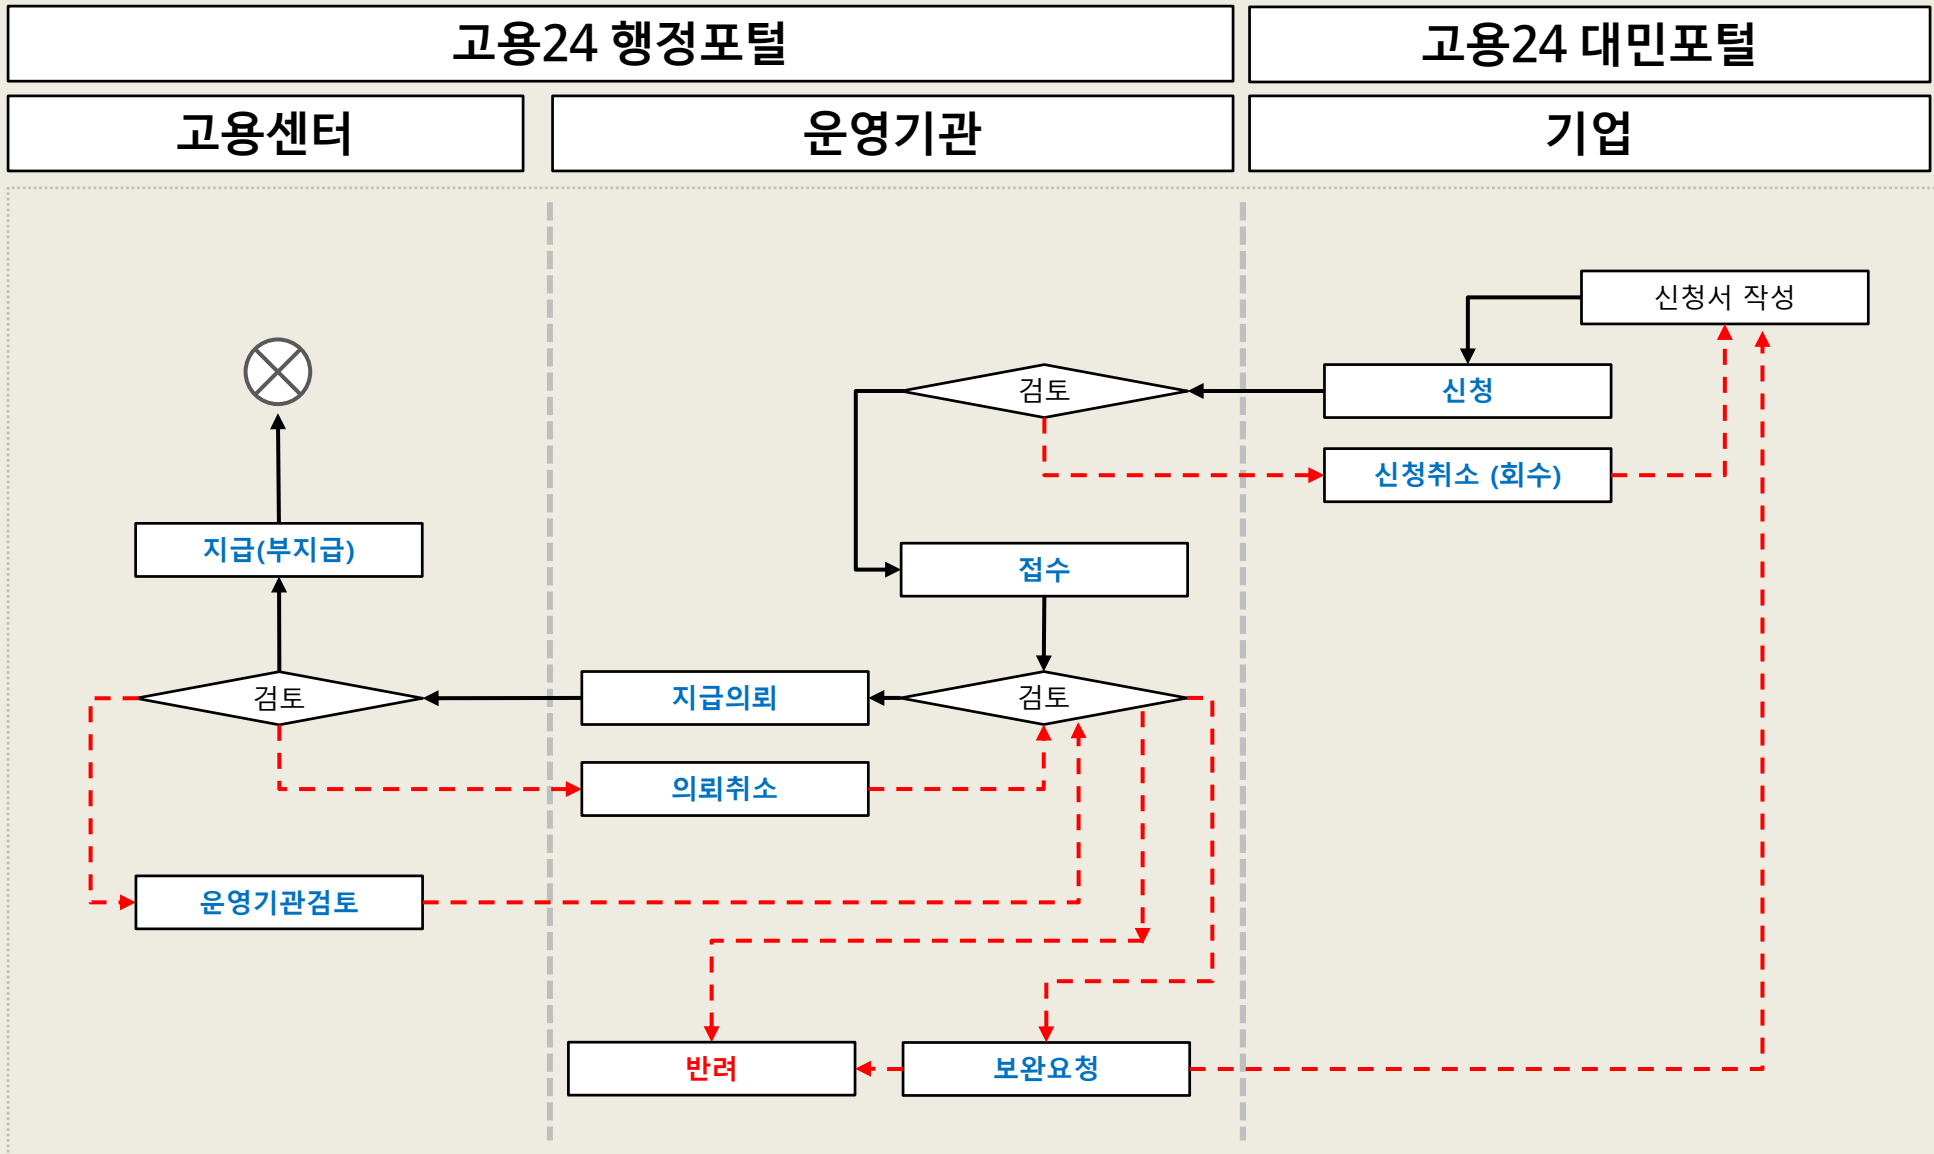 고용24 행정포털
고용24 대민포털
고용센터
운영기관
기업
신청서 작성
신청
검토
신청취소 (회수)
지급(부지급)
접수
검토
지급의뢰
검토
의뢰취소
운영기관검토
반려
보완요청